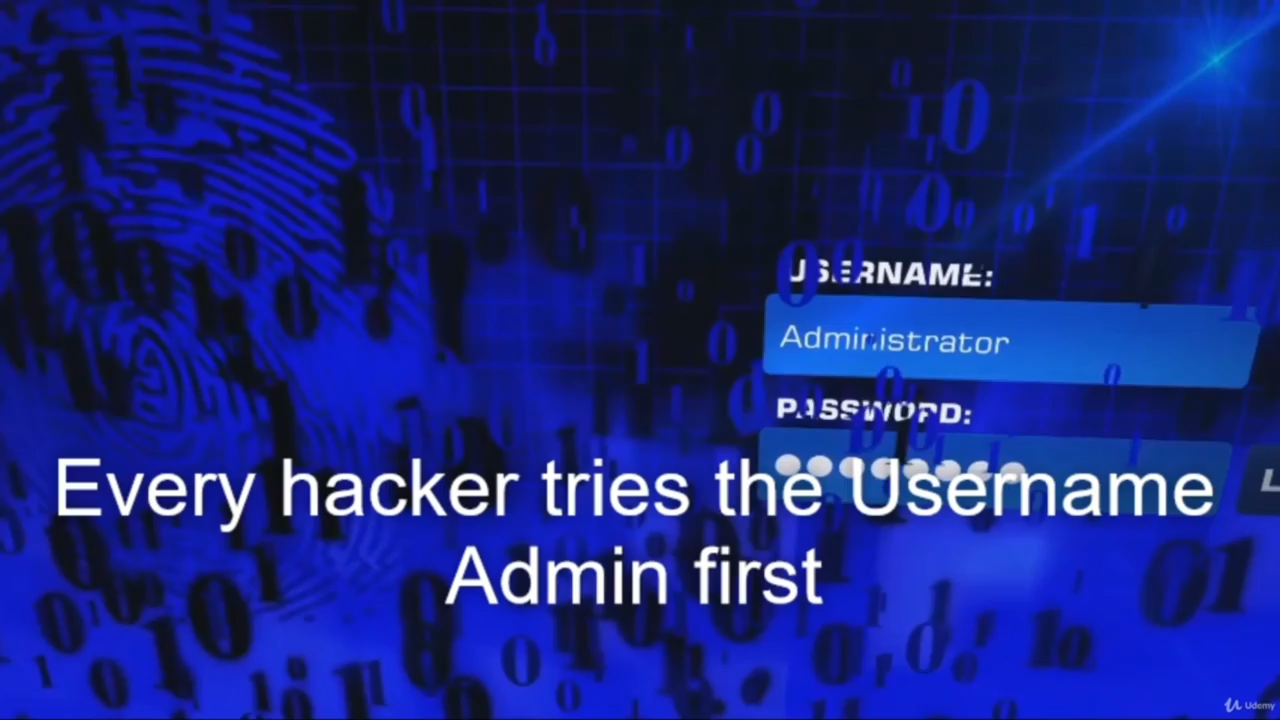 USERNAME:
Administrator
PASSWORD:
Every hacker tries the Username
Admin first
Udemy